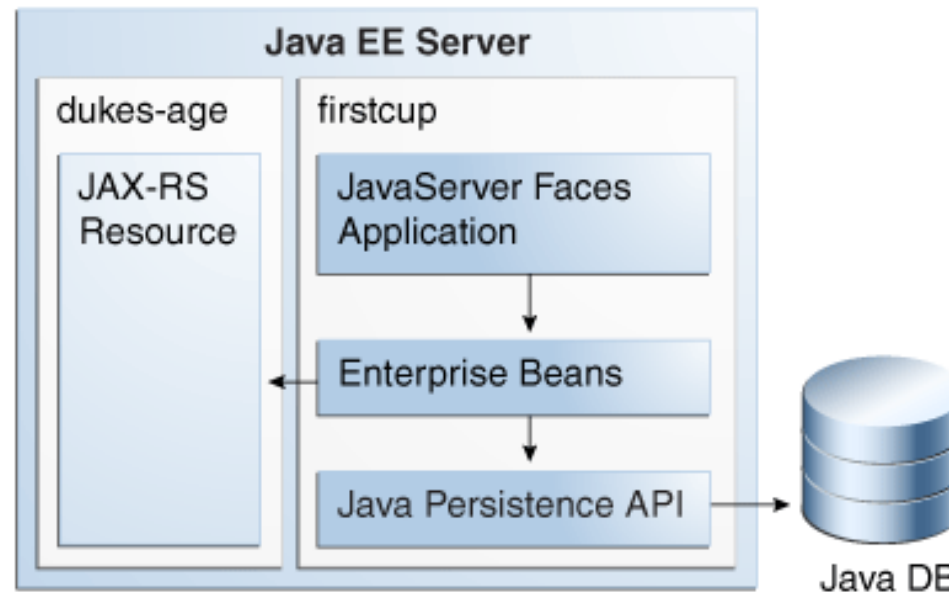 Java EE Server
dukes-age
JAX-RS
Resource
firstcup
JavaServer Faces
Application
Enterprise Beans
Java Persistence API
Java DB